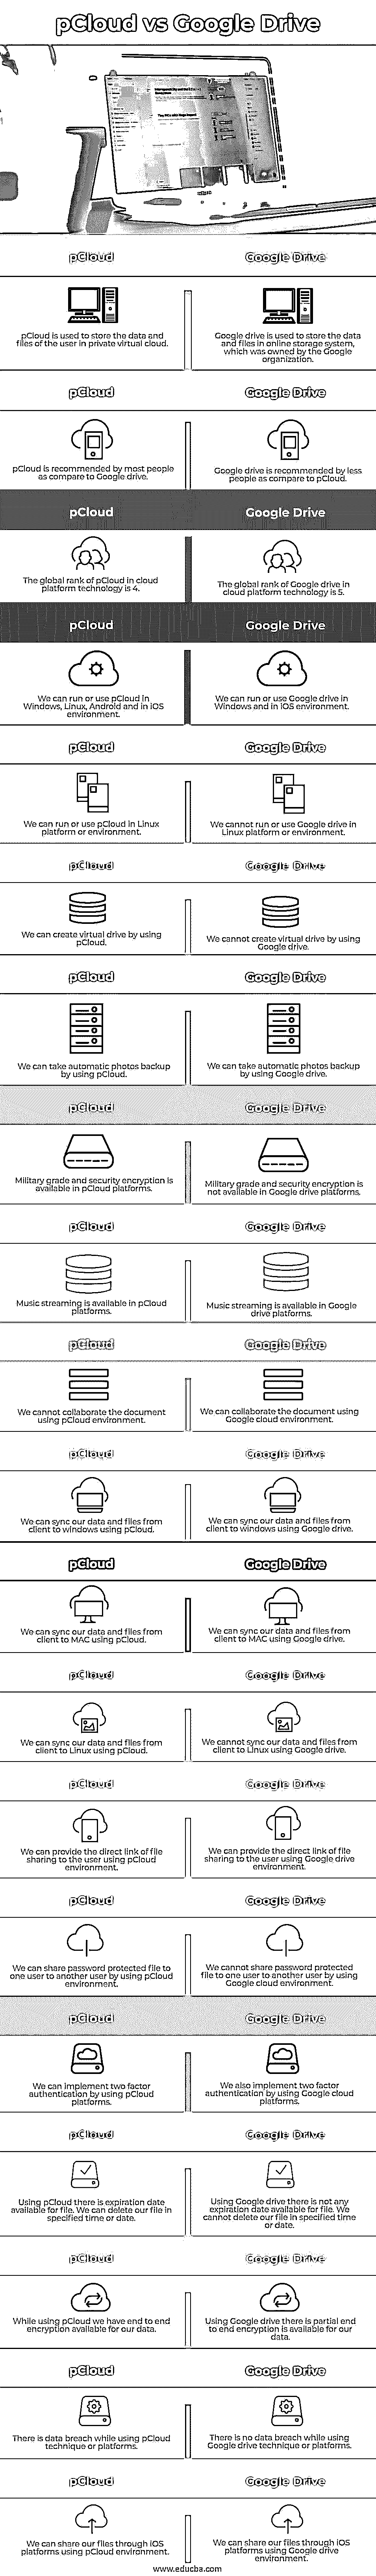 pCloud vs Google Drive
pCloud
Google Drive
pCloud is used to store the data and
files of the user in private virtual cloud.
Google drive is used to store the data
and files in online storage system,
which was owned by the Google
organization.
pCloud
Google Drive
pCloud is recommended by most people
as compare to Google drive.
Google drive is recommended by less
people as compare to pCloud.
pCloud
Google Drive
The global rank of pCloud in cloud
platform technology is 4.
The global rank of Google drive in
cloud platform technology is 5.
pCloud
Google Drive
We can run or use pCloud in
Windows, Linux, Android and in iOS
environment.
We can run or use Google drive in
Windows and in iOS environment.
pCloud
Google Drive
We can run or use pCloud in Linux
platform or environment.
We cannot run or use Google drive in
Linux platform or environment.
pCloud
Google Drive
We can create virtual drive by using
pCloud.
We cannot create virtual drive by using
Google drive.
pCloud
Google Drive
We can take automatic photos backup
by using pCloud.
We can take automatic photos backup
by using Google drive.
pCloud
Google Drive
Military grade and security encryption is
available in pCloud platforms.
Military grade and security encryption is
not available in Google drive platforms.
pCloud
Google Drive
Music streaming is available in pCloud
platforms.
Music streaming is available in Google
drive platforms.
pCloud
Google Drive
We cannot collaborate the document
using pCloud environment.
We can collaborate the document using
Google cloud environment.
pCloud
Google Drive
We can sync our data and files from
client to windows using pCloud.
We can sync our data and files from
client to windows using Google drive.
pCloud
Google Drive
We can sync our data and files from
client to MAC using pCloud.
We can sync our data and files from
client to MAC using Google drive.
pCloud
Google Drive
We can sync our data and files from
client to Linux using pCloud.
We cannot sync our data and files from
client to Linux using Google drive.
pCloud
Google Drive
We can provide the direct link of file
sharing to the user using pCloud
environment.
We can provide the direct link of file
sharing to the user using Google drive
environment.
pCloud
Google Drive
We can share password protected file to
one user to another user by using pCloud
environment.
We cannot share password protected
file to one user to another user by using
Google cloud environment.
pCloud
Google Drive
We can implement two factor
authentication by using pCloud
platforms.
We also implement two factor
authentication by using Google cloud
platforms.
pCloud
Google Drive
Using pCloud there is expiration date
available for file. We can delete our file in
specified time or date.
Using Google drive there is not any
expiration date available for file. We
cannot delete our file in specified time
or date.
pCloud
Google Drive
While using pCloud we have end to end
encryption available for our data.
Using Google drive there is partial end
to end encryption is available for our
data.
pCloud
Google Drive
There is data breach while using pCloud
technique or platforms.
There is no data breach while using
Google drive technique or platforms.
pCloud
Google Drive
We can share our files through iOS
platforms using pCloud environment.
We can share our files through iOS
platforms using Google drive
environment.
www.educba.com